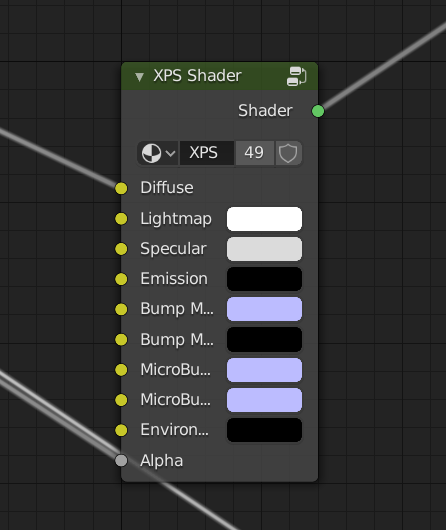 XPS Shader
Shader
XPS 49
Diffuse
Lightmap
Specular
Emission
Bump M...
Bump M...
MicroBu...
MicroBu...
Environ...
Alpha